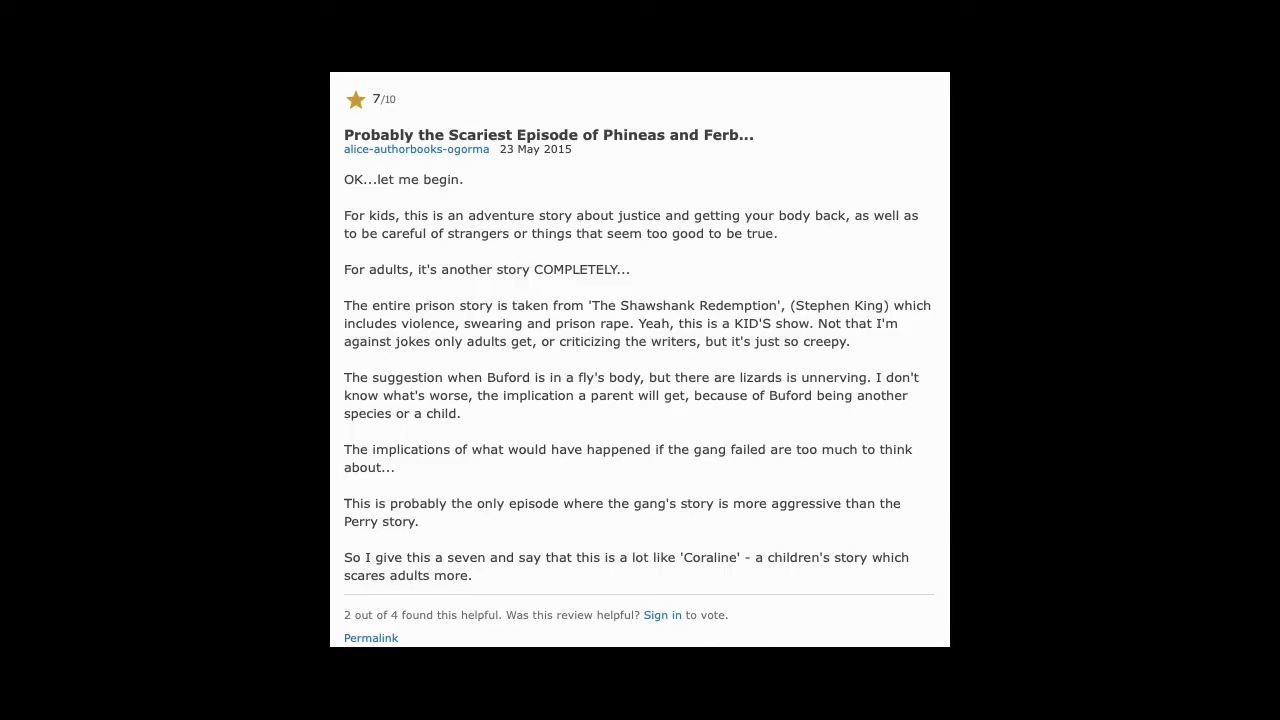 7/10
Probably the Scariest Episode of Phineas and Ferb...
alice-authorbooks-ogorma 23 May 2015
OK...let me begin.
For kids, this is an adventure story about justice and getting your body back, as well as
to be careful of strangers or things that seem too good to be true.
For adults, it's another story COMPLETELY...
The entire prison story is taken from 'The Shawshank Redemption', (Stephen King) which
includes violence, swearing and prison rape. Yeah, this is a KID'S show. Not that I'm
against jokes only adults get, or criticizing the writers, but it's just so creepy.
The suggestion when Buford is in a fly's body, but there are lizards is unnerving. I don't
know what's worse, the implication a parent will get, because of Buford being another
species or a child.
The implications of what would have happened if the gang failed are too much to think
about...
This is probably the only episode where the gang's story is more aggressive than the
Perry story.
So I give this a seven and say that this is a lot like 'Coraline' - a children's story which
scares adults more.
2 out of 4 found this helpful. Was this review helpful? Sign in to vote.
Permalink